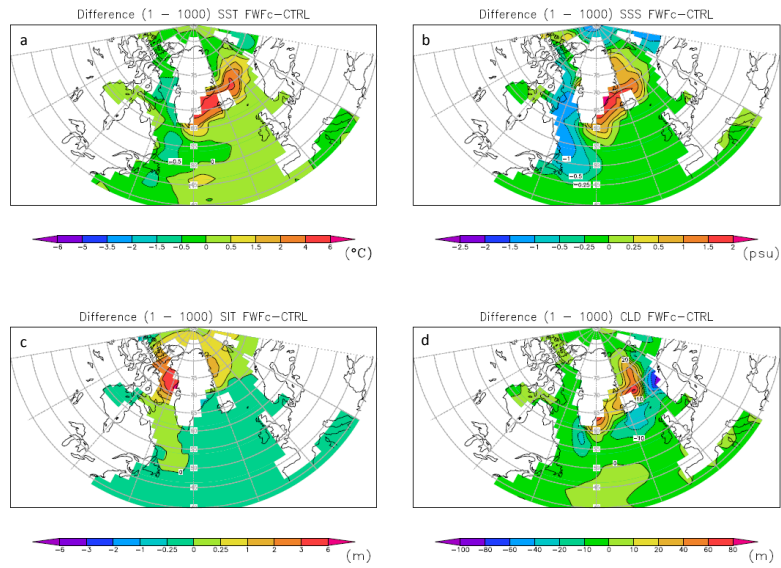 Difference (1 – 1000) SST FWFc–CTRL
a
-0.5
0
-6 -5 -3.5 -2 -1 -0.5 0 0.5 1 2 4 6
(°C)
Difference (1 – 1000) SSS FWFc–CTRL
b
-1
-0.5
-0.25
-2.5 -2 -1.5 -1 -0.5 -0.25 0 0.25 0.5 1 1.5 2
(psu)
Difference (1 – 1000) SIT FWFc–CTRL
c
0
-6 -3 -2 -1 -0.25 0 0.25 1 2 3 6
(m)
Difference (1 – 1000) CLD FWFc–CTRL
d
-10
0
-100 -80 -50 -40 -20 -10 0 10 20 40 60 80
(m)